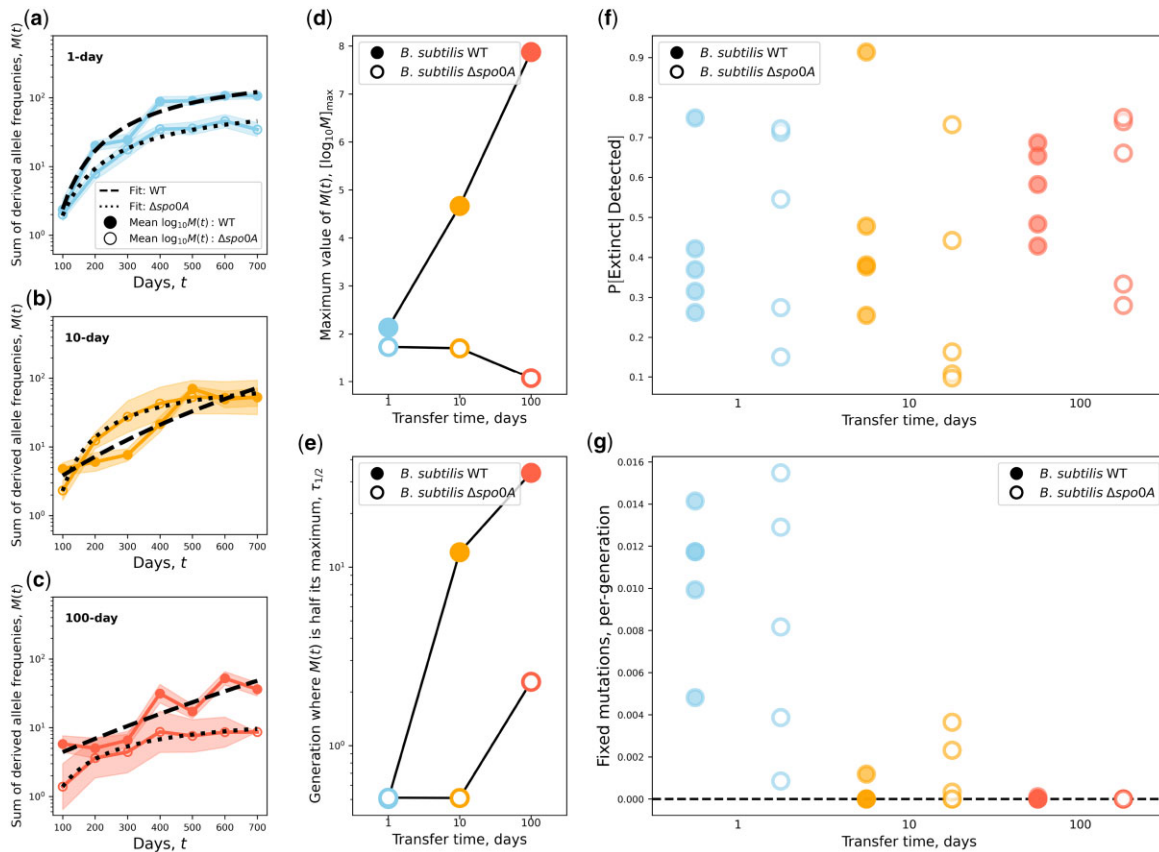 (a)
1-day
Sum of derived allele frequenies, M(t)
10²
10¹
10⁰
Fit: WT
Fit: Δspo0A
Mean log₁₀M(t) : WT
Mean log₁₀M(t) : Δspo0A
100 200 300 400 500 600 700
Days, t
(b)
10-day
Sum of derived allele frequenies, M(t)
10²
10¹
10⁰
100 200 300 400 500 600 700
Days, t
(c)
100-day
Sum of derived allele frequenies, M(t)
10²
10¹
10⁰
100 200 300 400 500 600 700
Days, t
(d)
B. subtilis WT
B. subtilis Δspo0A
Maximum value of M(t), [log₁₀M]max
8
7
6
5
4
3
2
1
1 10 100
Transfer time, days
(e)
B. subtilis WT
B. subtilis Δspo0A
Generation where M(t) is half its maximum, τ1/2
10¹
10⁰
1 10 100
Transfer time, days
(f)
B. subtilis WT
B. subtilis Δspo0A
P[Extinct|Detected]
0.9
0.8
0.7
0.6
0.5
0.4
0.3
0.2
0.1
1 10 100
Transfer time, days
(g)
B. subtilis WT
B. subtilis Δspo0A
Fixed mutations, per-generation
0.016
0.014
0.012
0.010
0.008
0.006
0.004
0.002
0.000
1 10 100
Transfer time, days